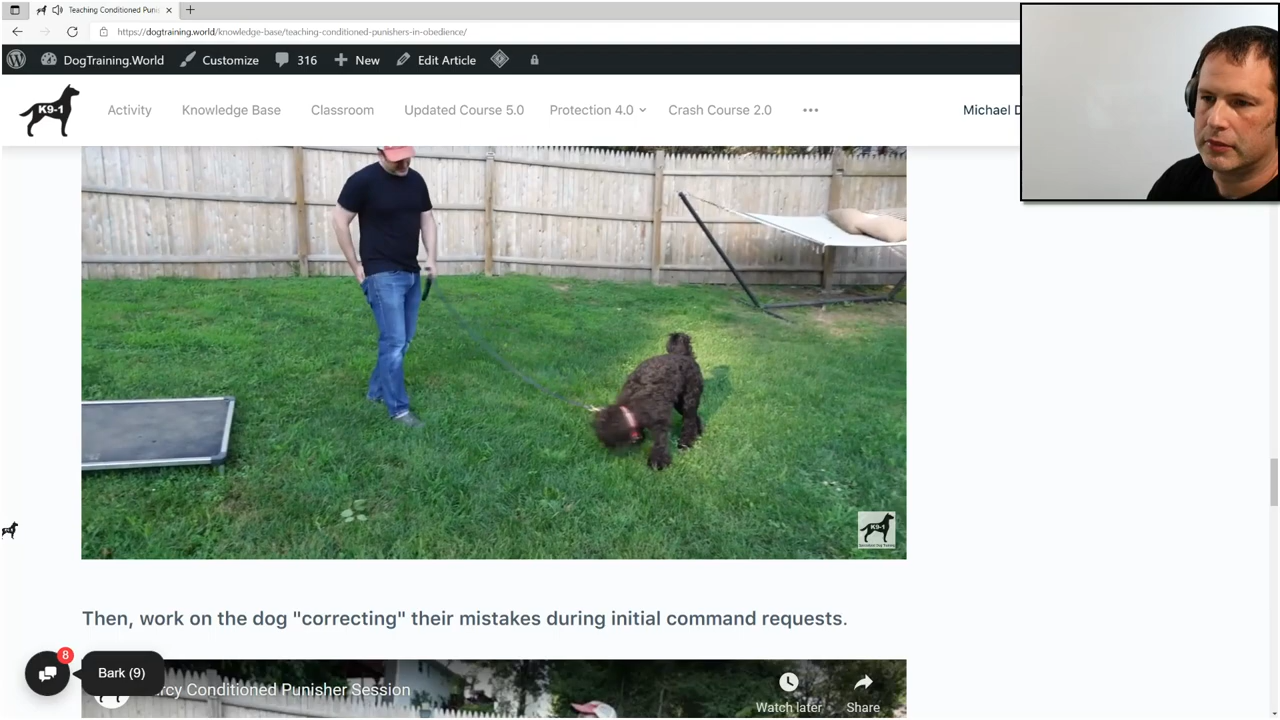 Teaching Conditioned Puni
https://dogtraining.world/knowledge-base/teaching-conditioned-punishers-in-obedience/
DogTraining.World Customize 316 New Edit Article
K9-1
Activity Knowledge Base Classroom Updated Course 5.0 Protection 4.0 Crash Course 2.0 Michael D
K9-1
Then, work on the dog "correcting" their mistakes during initial command requests.
8
Bark (9)
rcy Conditioned Punisher Session
Watch later Share